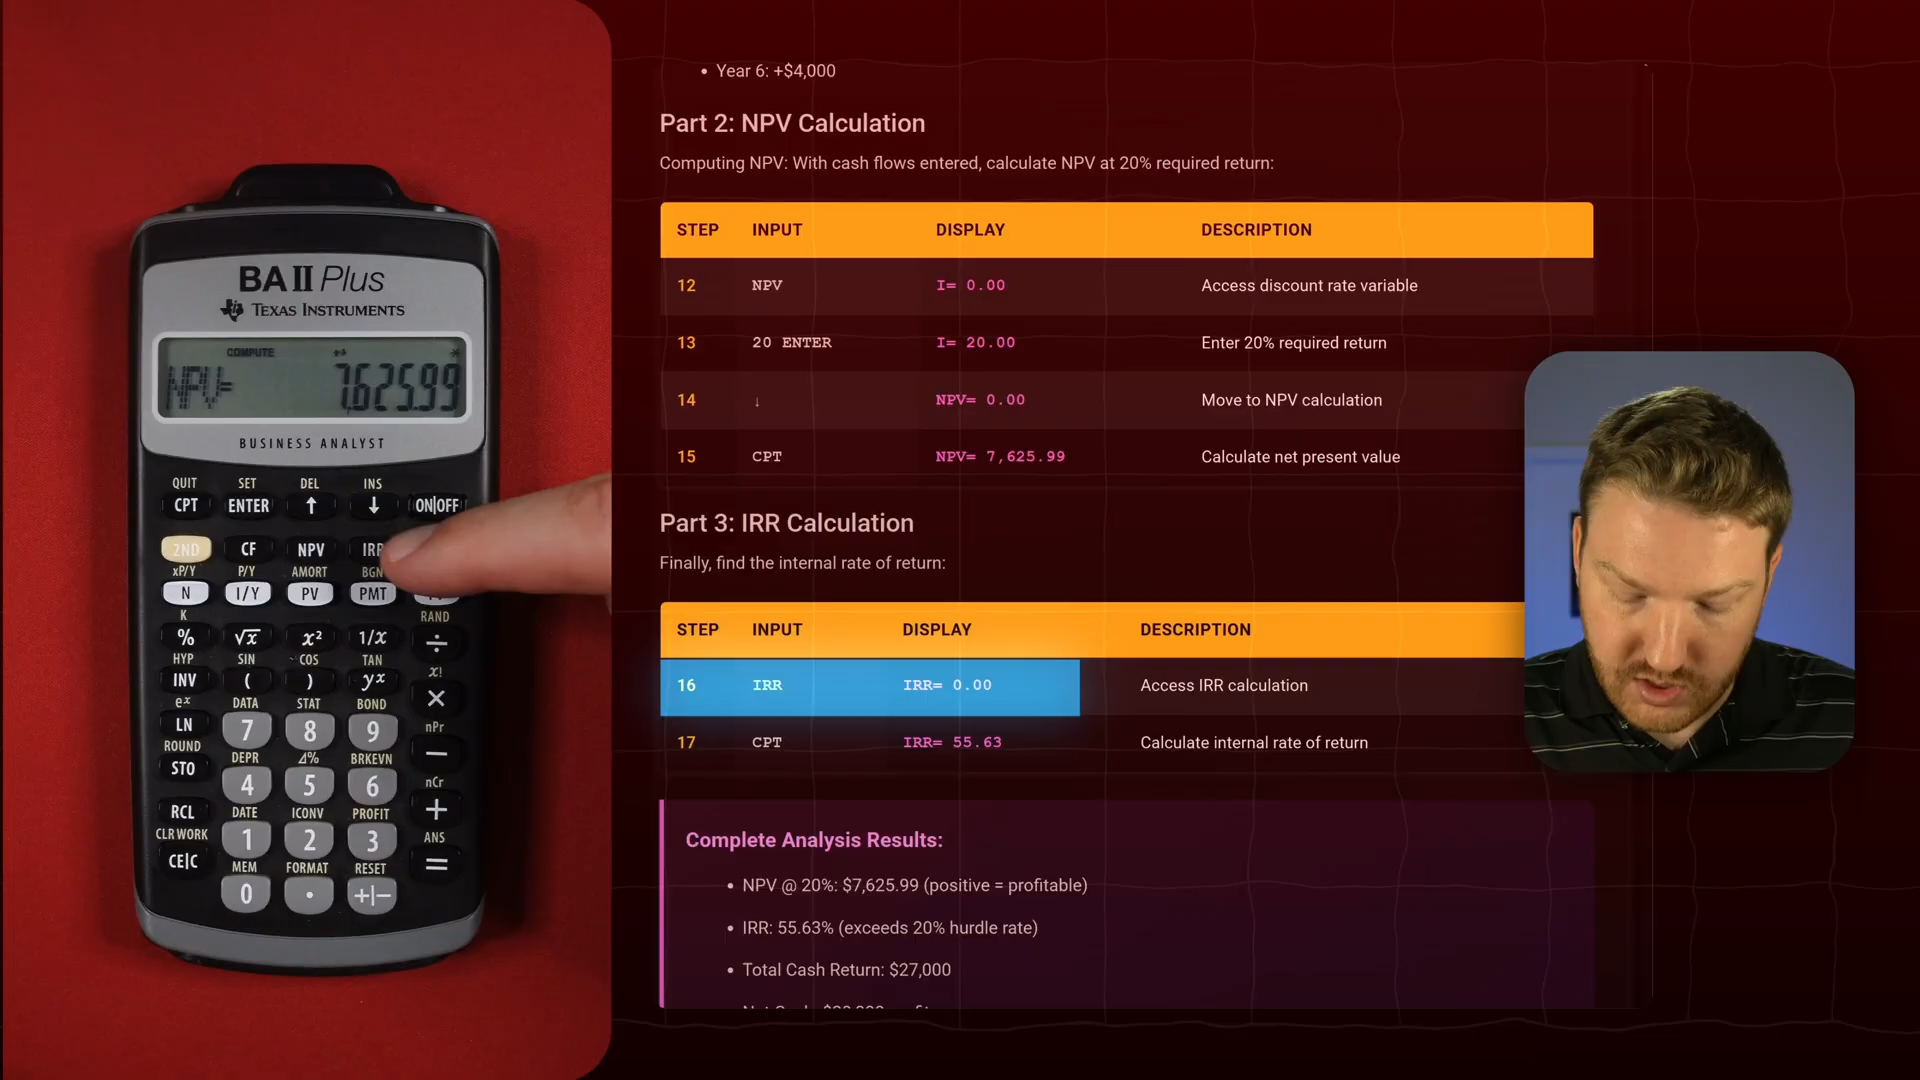 BA II Plus
TEXAS INSTRUMENTS
COMPUTE
NPV= 7,625.99
BUSINESS ANALYST
QUIT SET DEL INS
CPT ENTER ↑ ↓ ON|OFF
2ND CF NPV IRR
xP/Y P/Y AMORT BGN
N I/Y PV PMT
K RAND
% √x x² 1/x ÷
HYP SIN COS TAN x!
INV ( ) yˣ ×
eˣ DATA STAT BOND nPr
LN 7 8 9 −
ROUND DEPR Δ% BRKEVN nCr
STO 4 5 6 +
RCL DATE ICONV PROFIT ANS
CLR WORK 1 2 3 =
CE|C MEM FORMAT RESET
0 . +|−
• Year 6: +$4,000
Part 2: NPV Calculation
Computing NPV: With cash flows entered, calculate NPV at 20% required return:
STEP INPUT DISPLAY DESCRIPTION
12 NPV I= 0.00 Access discount rate variable
13 20 ENTER I= 20.00 Enter 20% required return
14 ↓ NPV= 0.00 Move to NPV calculation
15 CPT NPV= 7,625.99 Calculate net present value
Part 3: IRR Calculation
Finally, find the internal rate of return:
STEP INPUT DISPLAY DESCRIPTION
16 IRR IRR= 0.00 Access IRR calculation
17 CPT IRR= 55.63 Calculate internal rate of return
Complete Analysis Results:
• NPV @ 20%: $7,625.99 (positive = profitable)
• IRR: 55.63% (exceeds 20% hurdle rate)
• Total Cash Return: $27,000